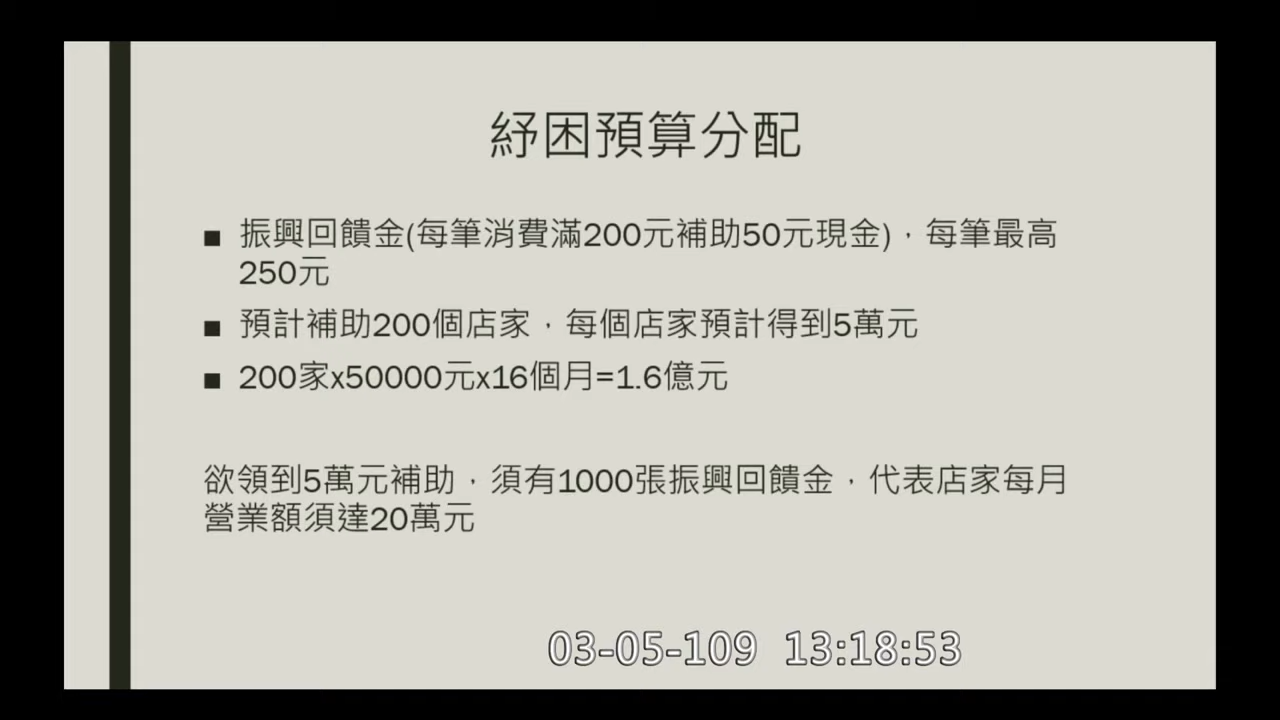 紓困預算分配
■ 振興回饋金(每筆消費滿200元補助50元現金)，每筆最高
250元
■ 預計補助200個店家，每個店家預計得到5萬元
■ 200家x50000元x16個月=1.6億元
欲領到5萬元補助，須有1000張振興回饋金，代表店家每月
營業額須達20萬元
03-05-109 13:18:53